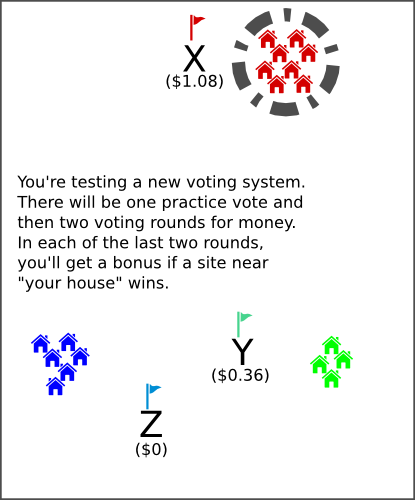 X
($1.08)
You're testing a new voting system.
There will be one practice vote and
then two voting rounds for money.
In each of the last two rounds,
you'll get a bonus if a site near
"your house" wins.
Y
($0.36)
Z
($0)